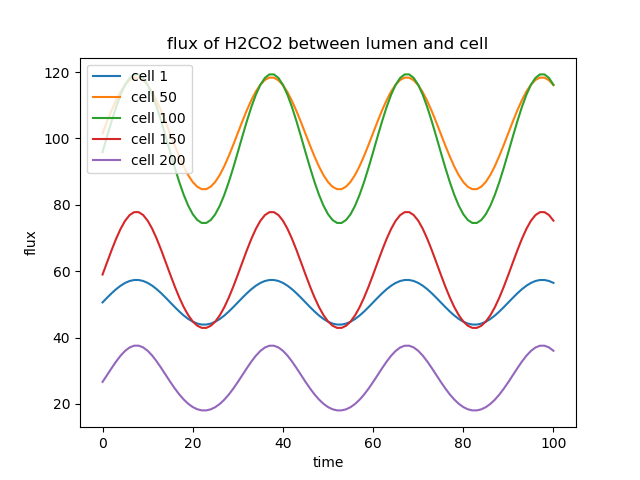 flux of H2CO2 between lumen and cell
cell 1
cell 50
cell 100
cell 150
cell 200
120
100
80
60
40
20
flux
0 20 40 60 80 100
time